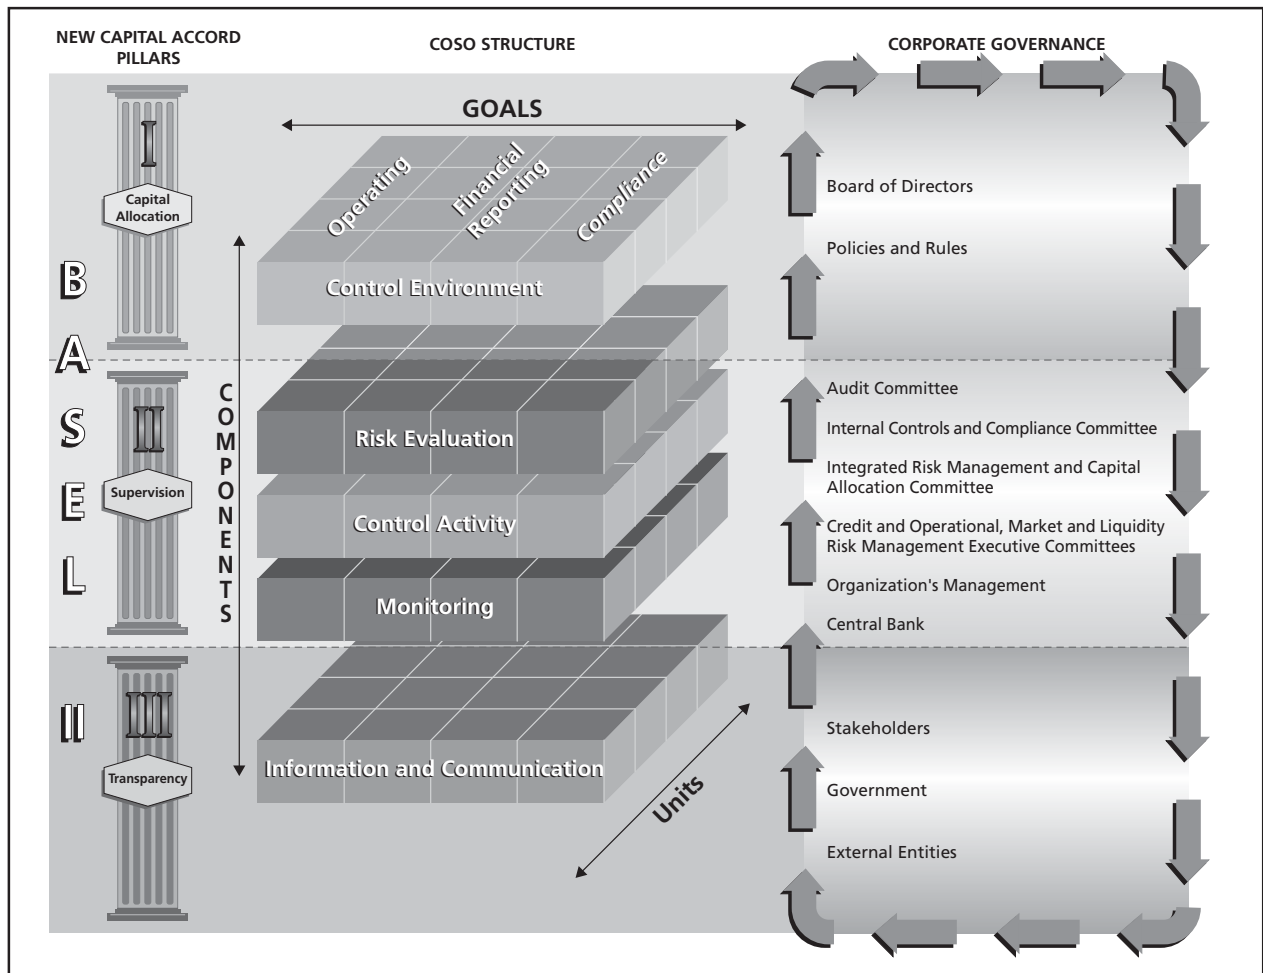 NEW CAPITAL ACCORD
PILLARS
COSO STRUCTURE
CORPORATE GOVERNANCE
BASEL II
I
Capital
Allocation
II
Supervision
III
Transparency
GOALS
Operating
Financial
Reporting
Compliance
COMPONENTS
Control Environment
Risk Evaluation
Control Activity
Monitoring
Information and Communication
Units
Board of Directors
Policies and Rules
Audit Committee
Internal Controls and Compliance Committee
Integrated Risk Management and Capital
Allocation Committee
Credit and Operational, Market and Liquidity
Risk Management Executive Committees
Organization's Management
Central Bank
Stakeholders
Government
External Entities